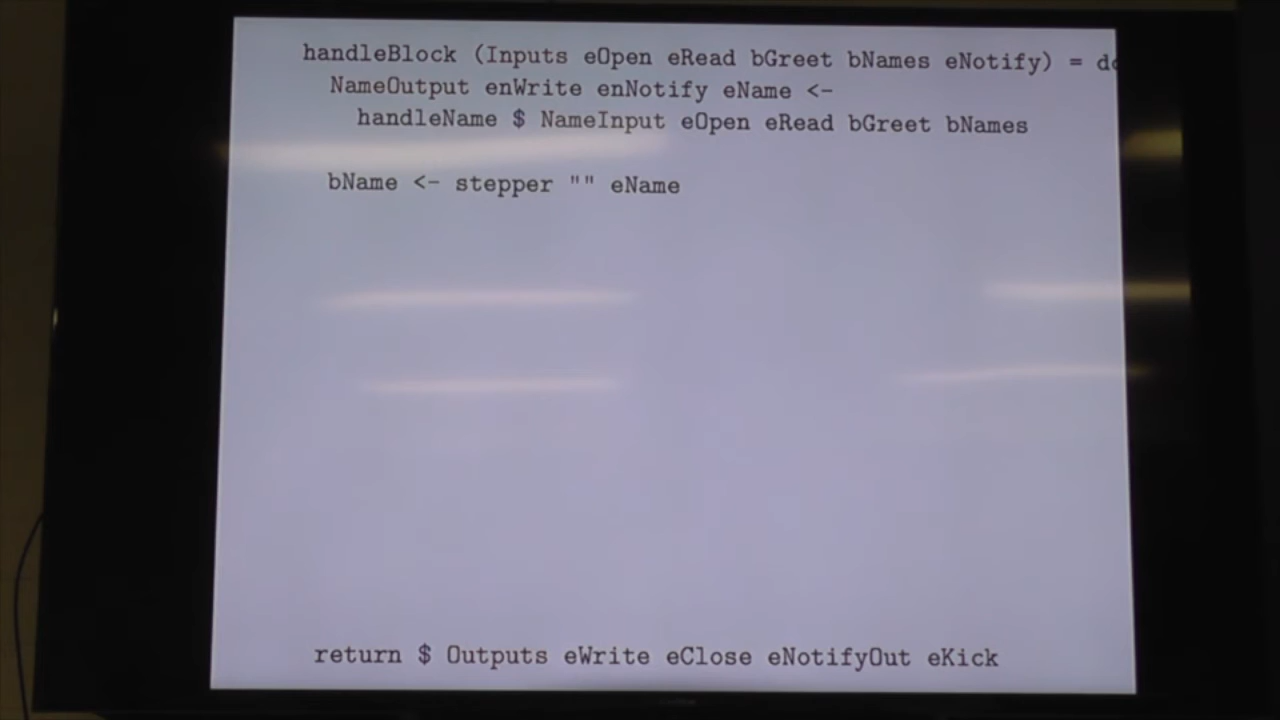 handleBlock (Inputs eOpen eRead bGreet bNames eNotify) = do
NameOutput enWrite enNotify eName <-
handleName $ NameInput eOpen eRead bGreet bNames
bName <- stepper "" eName
return $ Outputs eWrite eClose eNotifyOut eKick